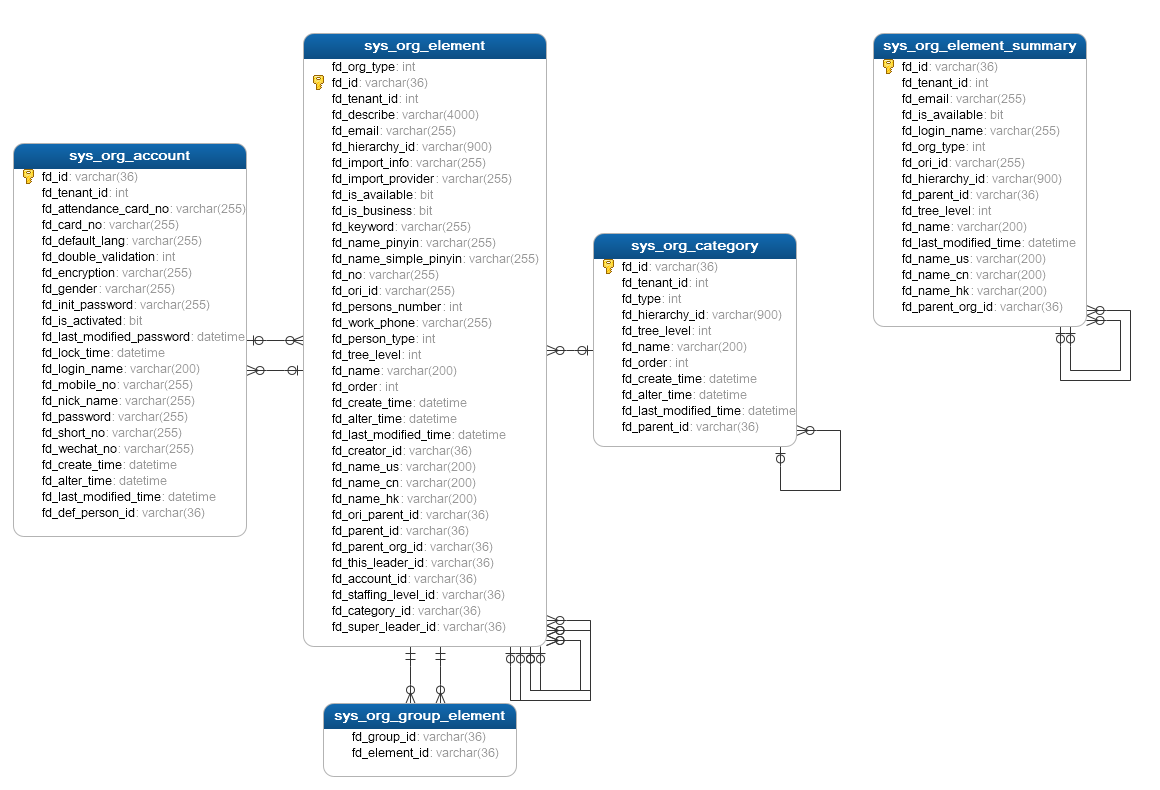 sys_org_element
fd_org_type: int
fd_id: varchar(36)
fd_tenant_id: int
fd_describe: varchar(4000)
fd_email: varchar(255)
fd_hierarchy_id: varchar(900)
fd_import_info: varchar(255)
fd_import_provider: varchar(255)
fd_is_available: bit
fd_is_business: bit
fd_keyword: varchar(255)
fd_name_pinyin: varchar(255)
fd_name_simple_pinyin: varchar(255)
fd_no: varchar(255)
fd_ori_id: varchar(255)
fd_persons_number: int
fd_work_phone: varchar(255)
fd_person_type: int
fd_tree_level: int
fd_name: varchar(200)
fd_order: int
fd_create_time: datetime
fd_alter_time: datetime
fd_last_modified_time: datetime
fd_creator_id: varchar(36)
fd_name_us: varchar(200)
fd_name_cn: varchar(200)
fd_name_hk: varchar(200)
fd_ori_parent_id: varchar(36)
fd_parent_id: varchar(36)
fd_parent_org_id: varchar(36)
fd_this_leader_id: varchar(36)
fd_account_id: varchar(36)
fd_staffing_level_id: varchar(36)
fd_category_id: varchar(36)
fd_super_leader_id: varchar(36)
sys_org_element_summary
fd_id: varchar(36)
fd_tenant_id: int
fd_email: varchar(255)
fd_is_available: bit
fd_login_name: varchar(255)
fd_org_type: int
fd_ori_id: varchar(255)
fd_hierarchy_id: varchar(900)
fd_parent_id: varchar(36)
fd_tree_level: int
fd_name: varchar(200)
fd_last_modified_time: datetime
fd_name_us: varchar(200)
fd_name_cn: varchar(200)
fd_name_hk: varchar(200)
fd_parent_org_id: varchar(36)
sys_org_account
fd_id: varchar(36)
fd_tenant_id: int
fd_attendance_card_no: varchar(255)
fd_card_no: varchar(255)
fd_default_lang: varchar(255)
fd_double_validation: int
fd_encryption: varchar(255)
fd_gender: varchar(255)
fd_init_password: varchar(255)
fd_is_activated: bit
fd_last_modified_password: datetime
fd_lock_time: datetime
fd_login_name: varchar(200)
fd_mobile_no: varchar(255)
fd_nick_name: varchar(255)
fd_password: varchar(255)
fd_short_no: varchar(255)
fd_wechat_no: varchar(255)
fd_create_time: datetime
fd_alter_time: datetime
fd_last_modified_time: datetime
fd_def_person_id: varchar(36)
sys_org_category
fd_id: varchar(36)
fd_tenant_id: int
fd_type: int
fd_hierarchy_id: varchar(900)
fd_tree_level: int
fd_name: varchar(200)
fd_order: int
fd_create_time: datetime
fd_alter_time: datetime
fd_last_modified_time: datetime
fd_parent_id: varchar(36)
sys_org_group_element
fd_group_id: varchar(36)
fd_element_id: varchar(36)